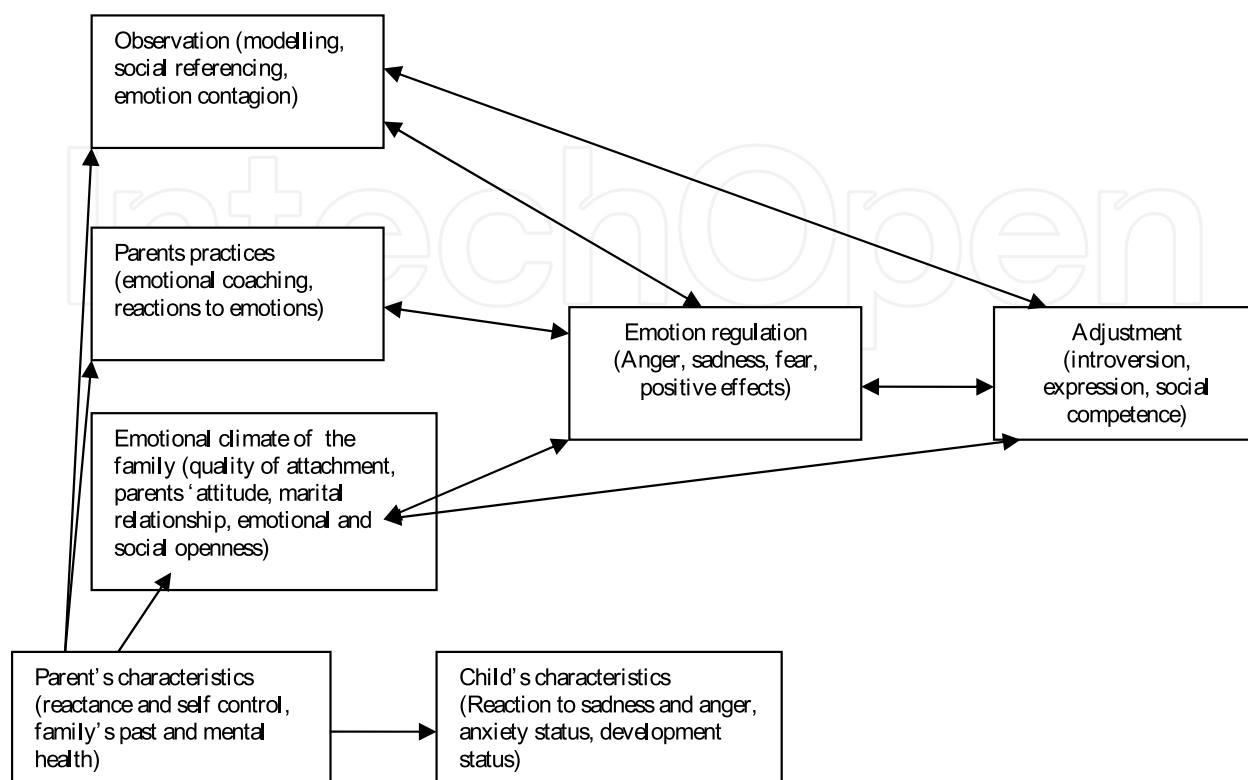 Observation (modelling,
social referencing,
emotion contagion)
IntechOpen
Parents practices
(emotional coaching,
reactions to emotions)
Emotion regulation
(Anger, sadness, fear,
positive effects)
Adjustment
(introversion,
expression, social
competence)
Emotional climate of the
family (quality of attachment,
parents ‘attitude, marital
relationship, emotional and
social openness)
Parent’s characteristics
(reactance and self control,
family’s past and mental
health)
Child’s characteristics
(Reaction to sadness and anger,
anxiety status, development
status)